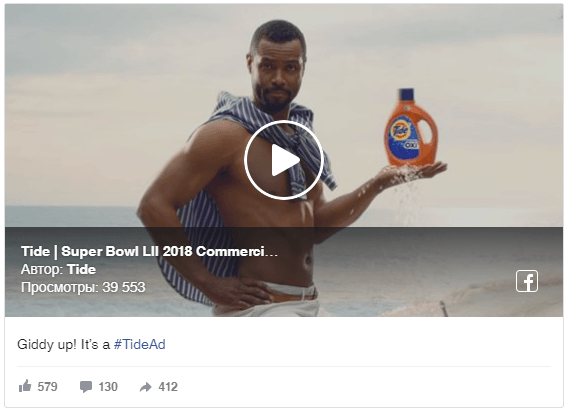 Tide
OXI
Tide | Super Bowl LII 2018 Commerci...
Автор: Tide
Просмотры: 39 553
Giddy up! It's a #TideAd
579 130 412